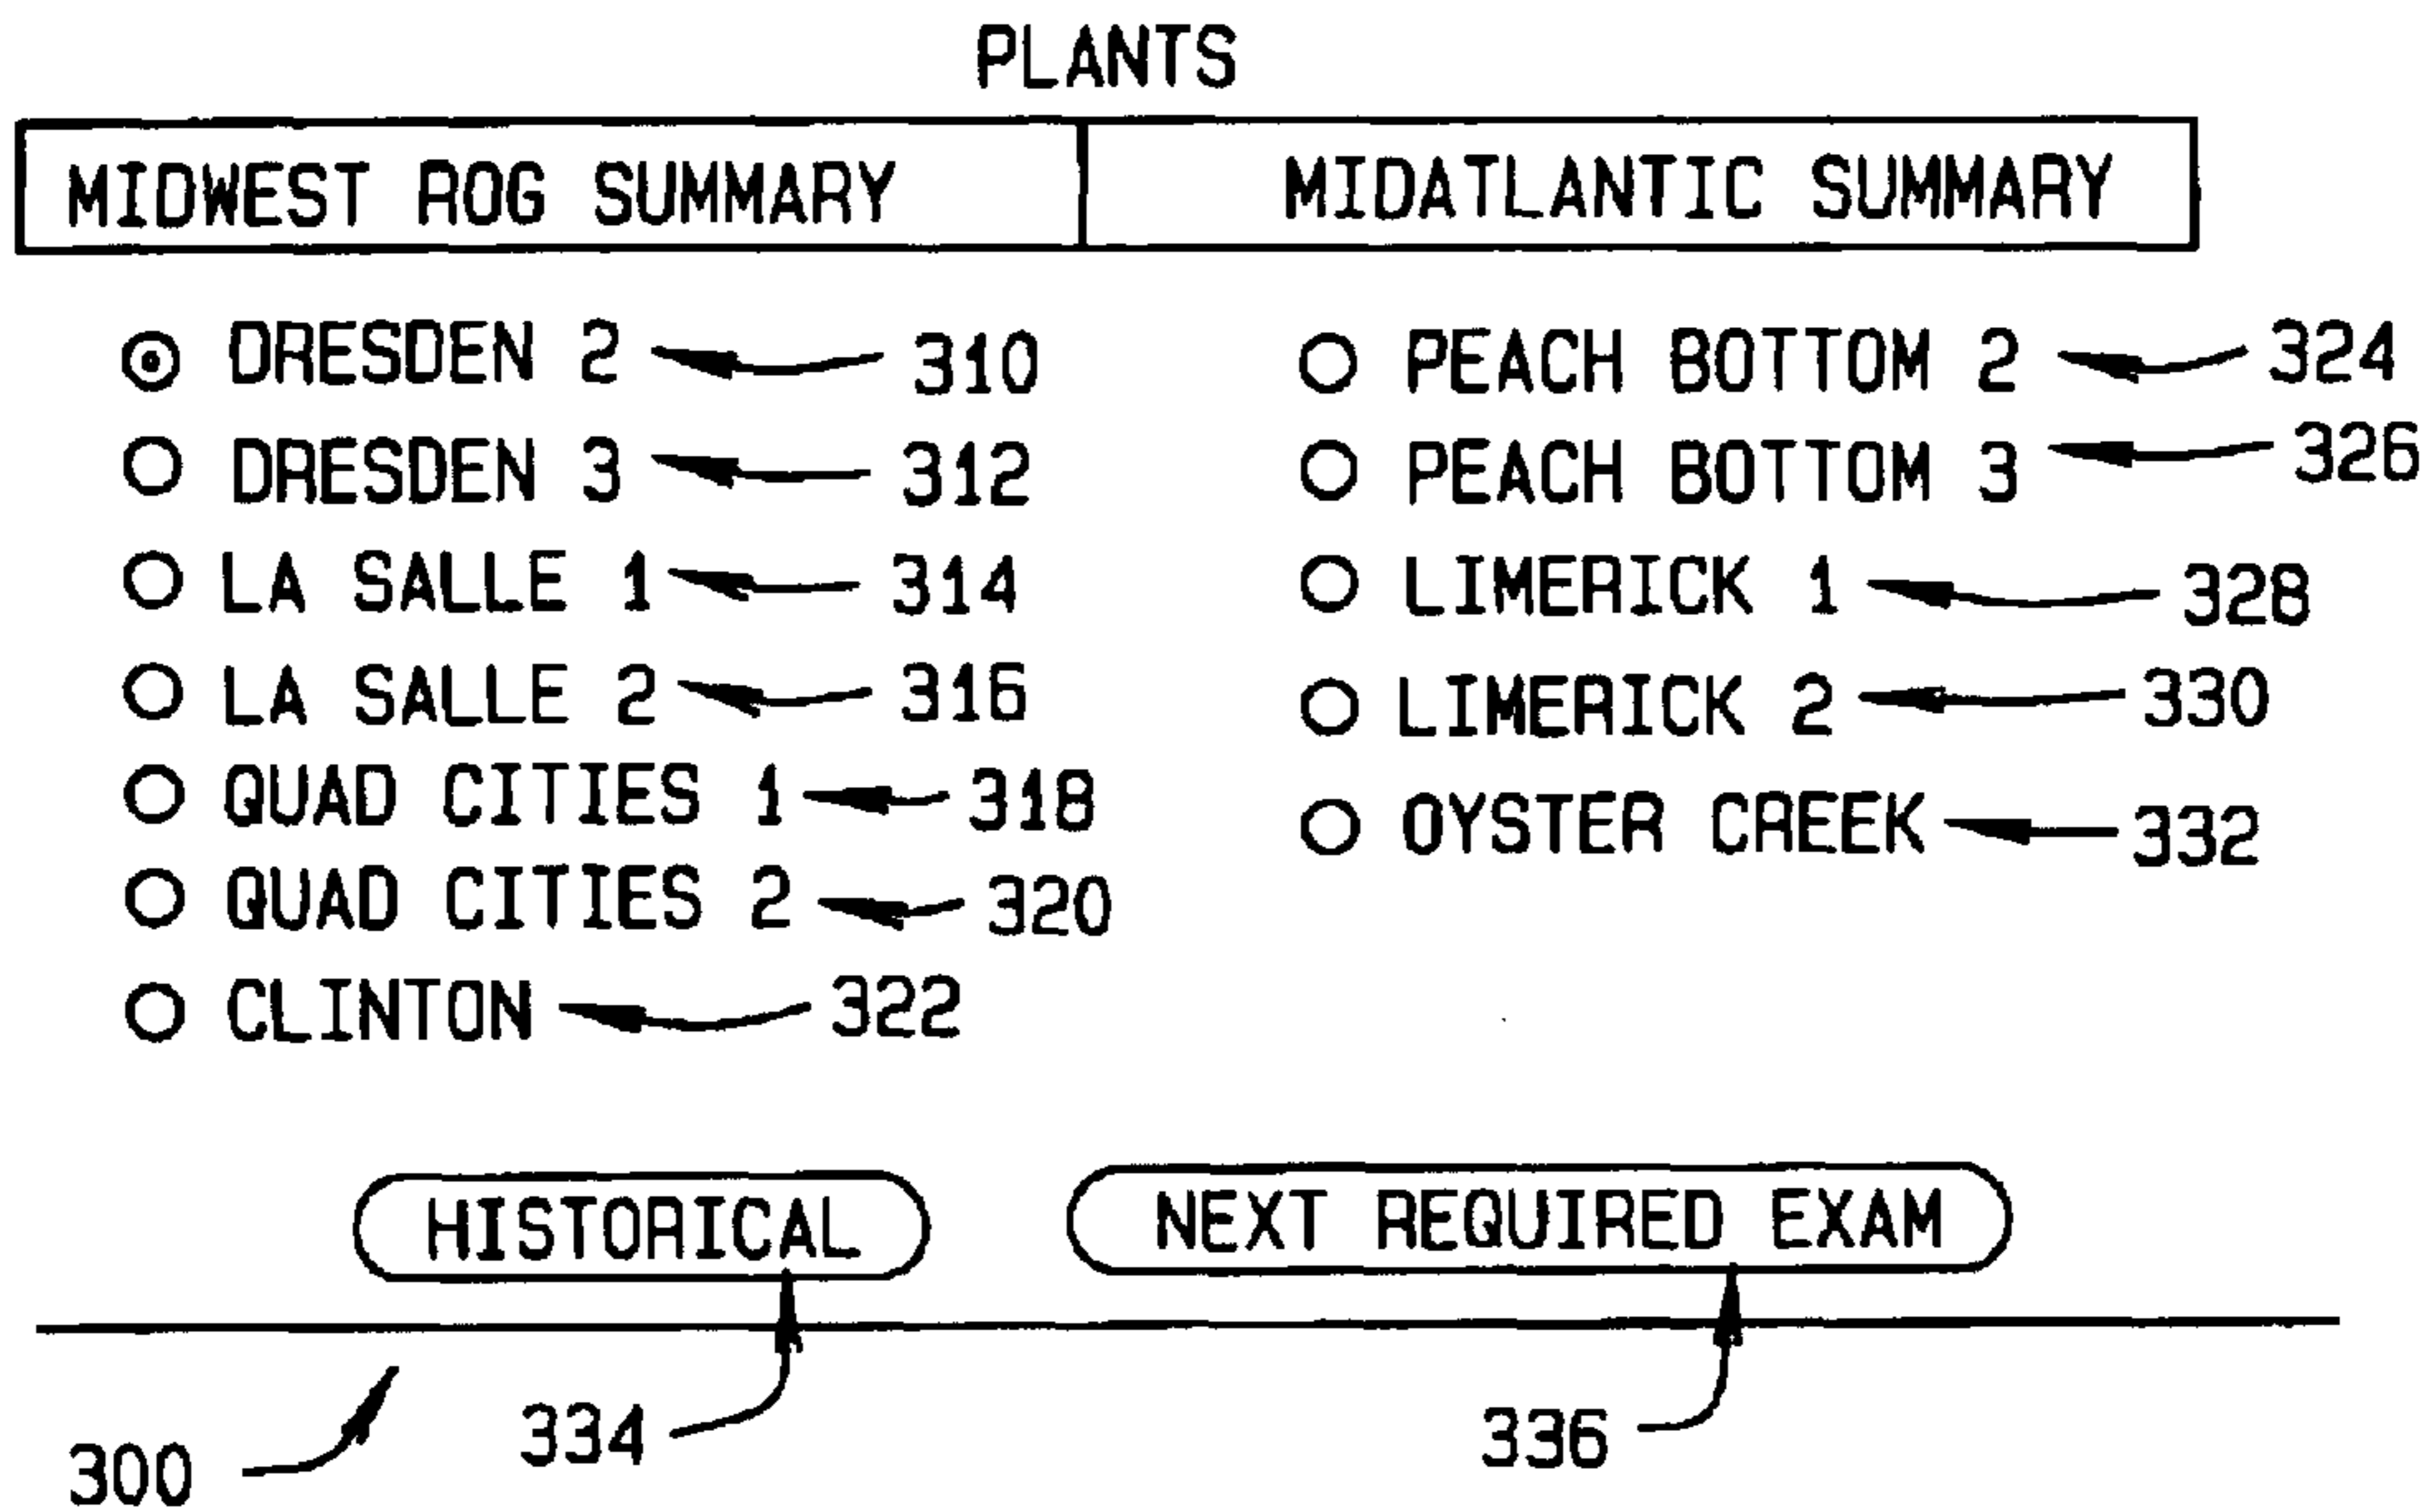 PLANTS
MIDWEST ROG SUMMARY MIDATLANTIC SUMMARY
DRESDEN 2 310 PEACH BOTTOM 2 324
DRESDEN 3 312 PEACH BOTTOM 3 326
LA SALLE 1 314 LIMERICK 1 328
LA SALLE 2 316 LIMERICK 2 330
QUAD CITIES 1 318 OYSTER CREEK 332
QUAD CITIES 2 320
CLINTON 322
HISTORICAL NEXT REQUIRED EXAM
300 334 336